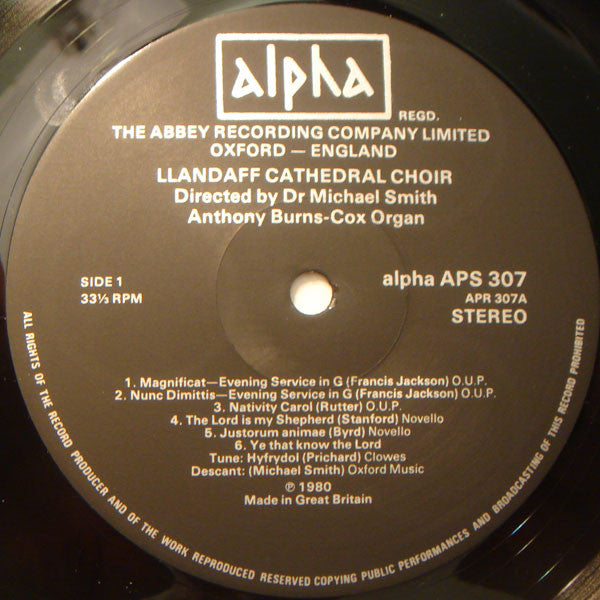 alpha
REGD.
THE ABBEY RECORDING COMPANY LIMITED
OXFORD — ENGLAND
LLANDAFF CATHEDRAL CHOIR
Directed by Dr Michael Smith
Anthony Burns-Cox Organ
SIDE 1
33⅓ RPM
alpha APS 307
APR 307A
STEREO
1. Magnificat—Evening Service in G (Francis Jackson) O.U.P.
2. Nunc Dimittis—Evening Service in G (Francis Jackson) O.U.P.
3. Nativity Carol (Rutter) O.U.P.
4. The Lord is my Shepherd (Stanford) Novello
5. Justorum animae (Byrd) Novello
6. Ye that know the Lord
Tune: Hyfrydol (Prichard) Clowes
Descant: (Michael Smith) Oxford Music
℗ 1980
Made in Great Britain
ALL RIGHTS OF THE RECORD PRODUCER AND OF THE WORK REPRODUCED RESERVED COPYING PUBLIC PERFORMANCES AND BROADCASTING OF THIS RECORD PROHIBITED